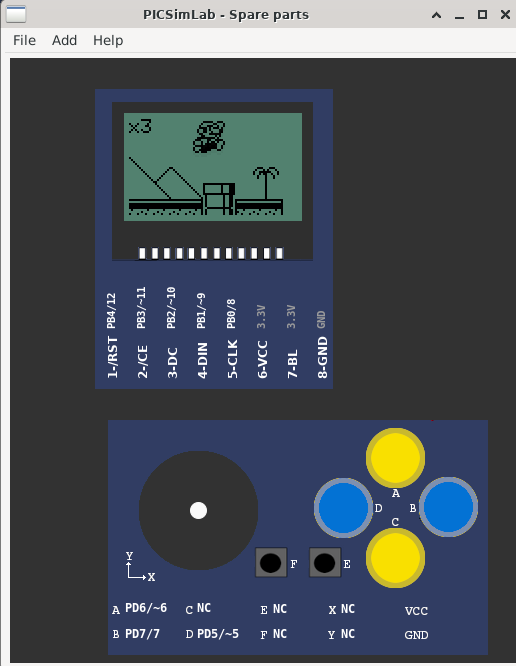 PICSimLab - Spare parts
File Add Help
x3
1-/RST PB4/12
2-/CE PB3/~11
3-DC PB2/~10
4-DIN PB1/~9
5-CLK PB0/8
6-VCC 3.3V
7-BL 3.3V
8-GND GND
A
D B
C
Y
X
F E
A PD6/~6 C NC E NC X NC VCC
B PD7/7 D PD5/~5 F NC Y NC GND